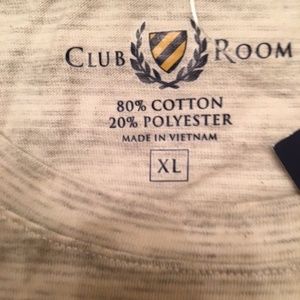 CLUB ROOM
80% COTTON
20% POLYESTER
MADE IN VIETNAM
XL